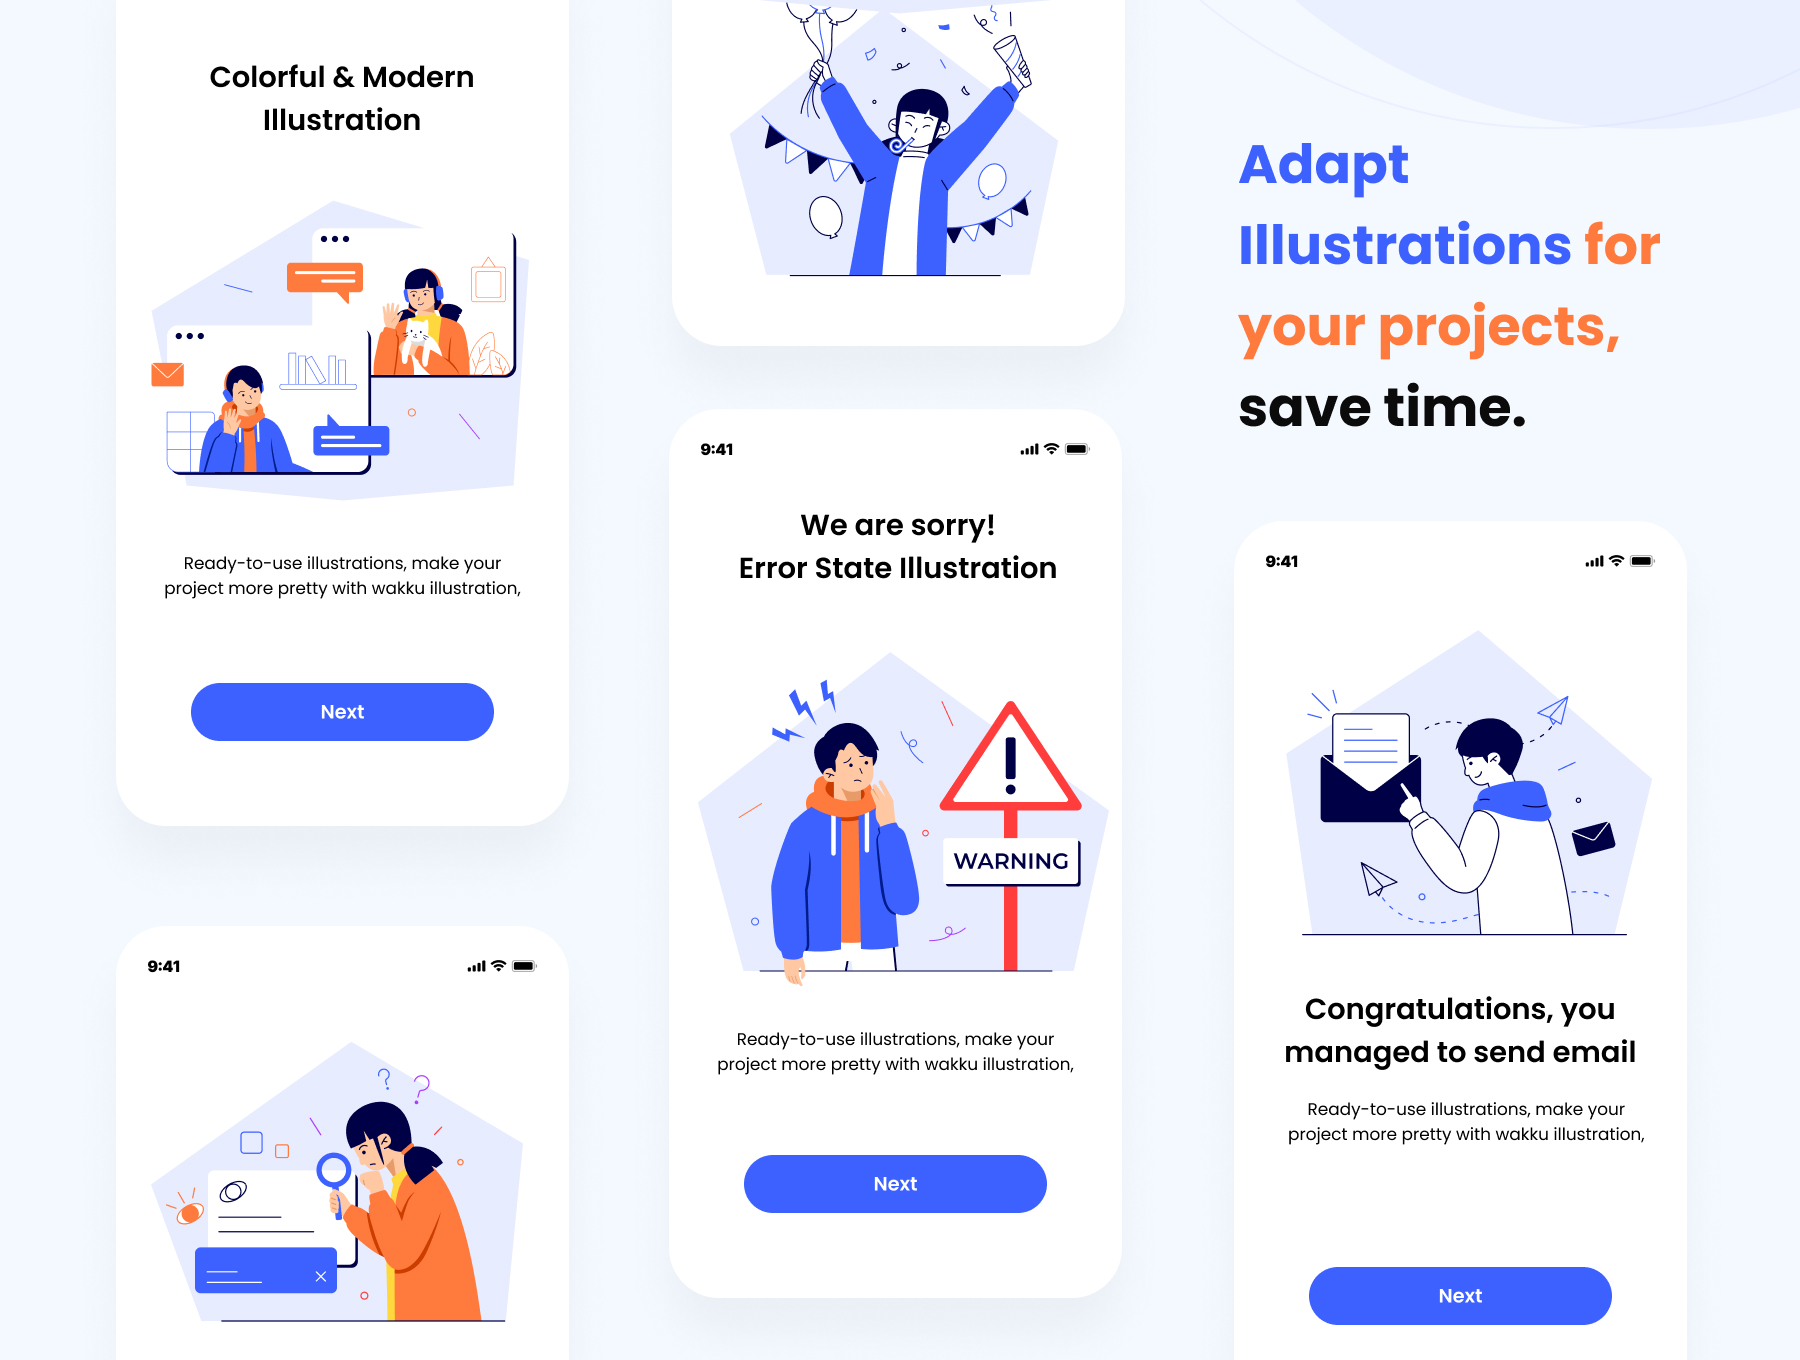 Colorful & Modern
Illustration
Ready-to-use illustrations, make your
project more pretty with wakku illustration,
Next
9:41
9:41
We are sorry!
Error State Illustration
WARNING
Ready-to-use illustrations, make your
project more pretty with wakku illustration,
Next
Adapt
Illustrations for
your projects,
save time.
9:41
Congratulations, you
managed to send email
Ready-to-use illustrations, make your
project more pretty with wakku illustration,
Next